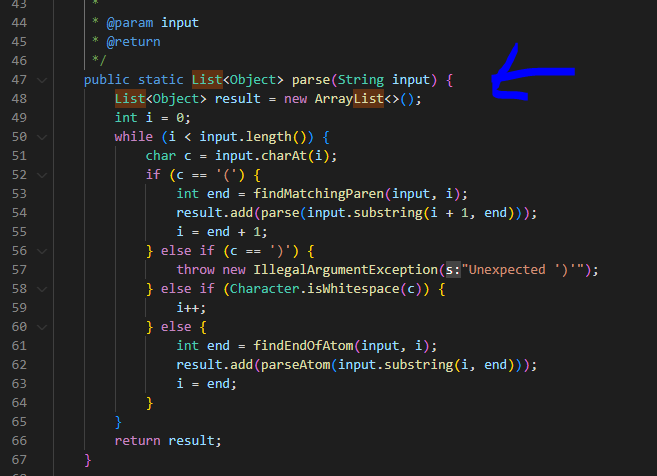 43 *
44 * @param input
45 * @return
46 */
47 public static List<Object> parse(String input) {
48 List<Object> result = new ArrayList<>();
49 int i = 0;
50 while (i < input.length()) {
51 char c = input.charAt(i);
52 if (c == '(') {
53 int end = findMatchingParen(input, i);
54 result.add(parse(input.substring(i + 1, end)));
55 i = end + 1;
56 } else if (c == ')') {
57 throw new IllegalArgumentException(s:"Unexpected ')'");
58 } else if (Character.isWhitespace(c)) {
59 i++;
60 } else {
61 int end = findEndOfAtom(input, i);
62 result.add(parseAtom(input.substring(i, end)));
63 i = end;
64 }
65 }
66 return result;
67 }